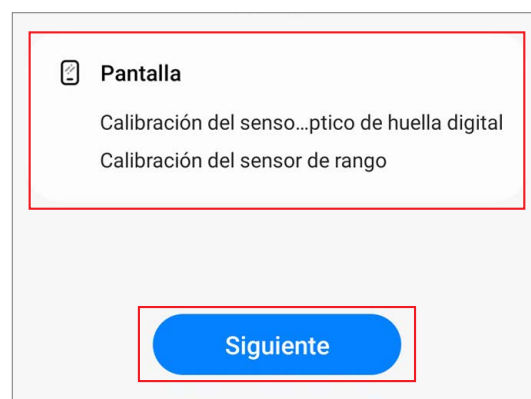 Pantalla
Calibración del senso...ptico de huella digital
Calibración del sensor de rango
Siguiente